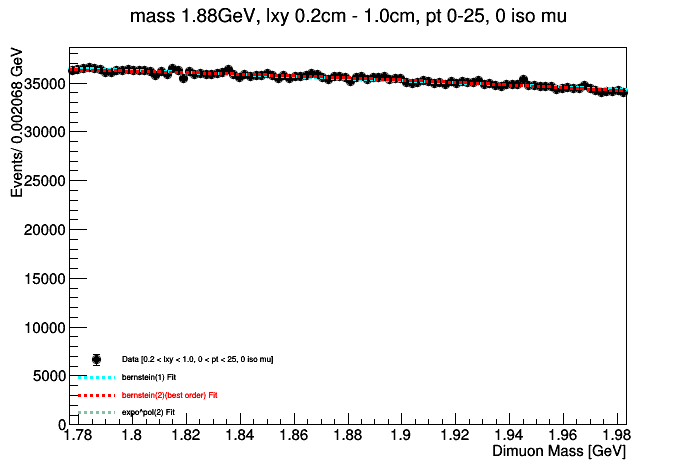 mass 1.88GeV, lxy 0.2cm - 1.0cm, pt 0-25, 0 iso mu
Events/ 0.002068 GeV
35000
30000
25000
20000
15000
10000
5000
0
Data [0.2 < lxy < 1.0, 0 < pt < 25, 0 iso mu]
bernstein(1) Fit
bernstein(2)(best order) Fit
expo^pol(2) Fit
1.78 1.8 1.82 1.84 1.86 1.88 1.9 1.92 1.94 1.96 1.98
Dimuon Mass [GeV]